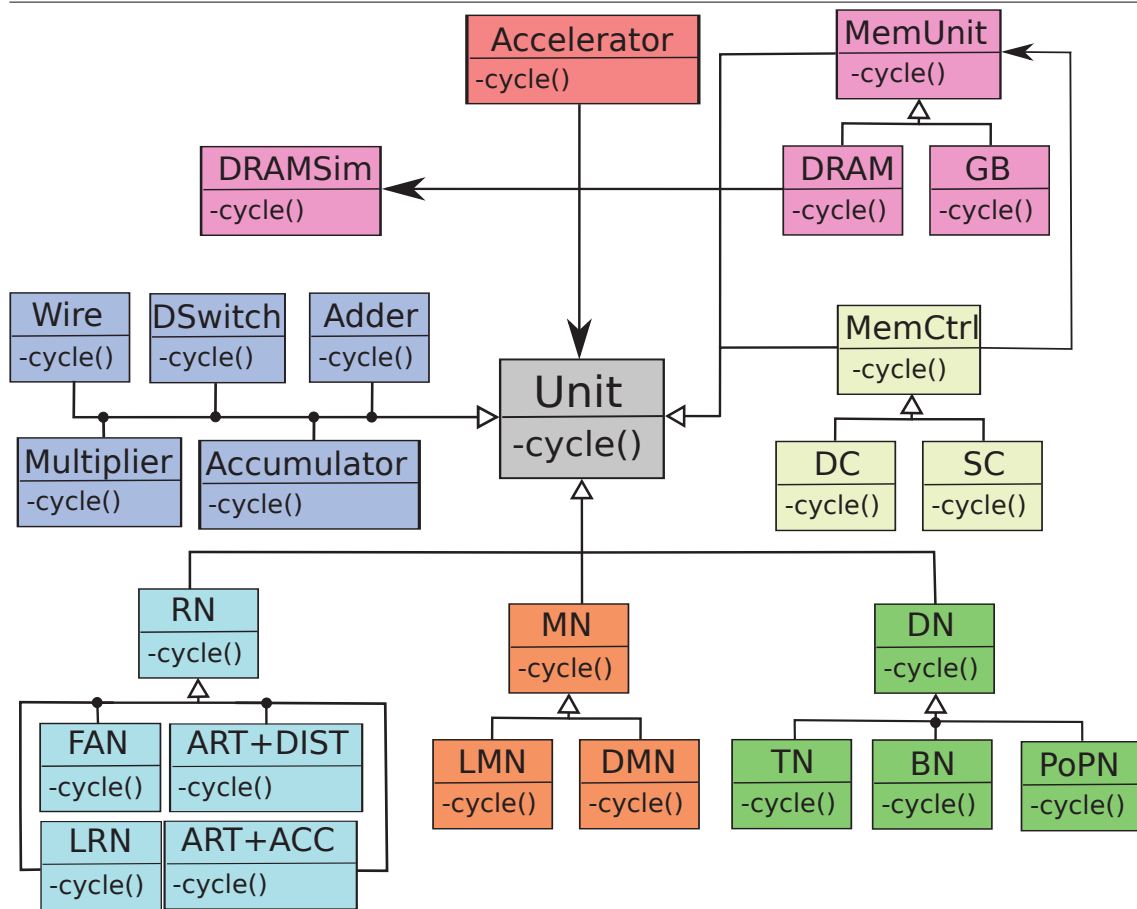 Accelerator
-cycle()
MemUnit
-cycle()
DRAMSim
-cycle()
DRAM
-cycle()
GB
-cycle()
Wire
-cycle()
DSwitch
-cycle()
Adder
-cycle()
Unit
-cycle()
MemCtrl
-cycle()
Multiplier
-cycle()
Accumulator
-cycle()
DC
-cycle()
SC
-cycle()
RN
-cycle()
MN
-cycle()
DN
-cycle()
FAN
-cycle()
ART+DIST
-cycle()
LRN
-cycle()
ART+ACC
-cycle()
LMN
-cycle()
DMN
-cycle()
TN
-cycle()
BN
-cycle()
PoPN
-cycle()